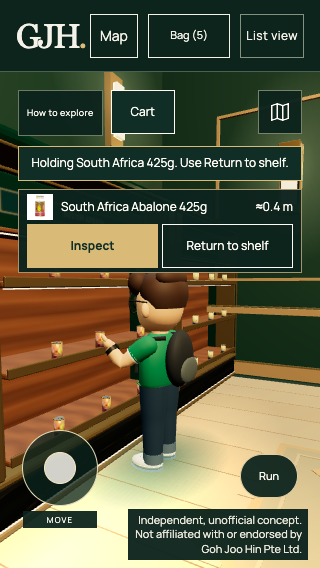 GJH.
Map
Bag (5)
List view
How to explore
Cart
Holding South Africa 425g. Use Return to shelf.
South Africa Abalone 425g
≈0.4 m
Inspect
Return to shelf
Run
MOVE
Independent, unofficial concept.
Not affiliated with or endorsed by
Goh Joo Hin Pte Ltd.